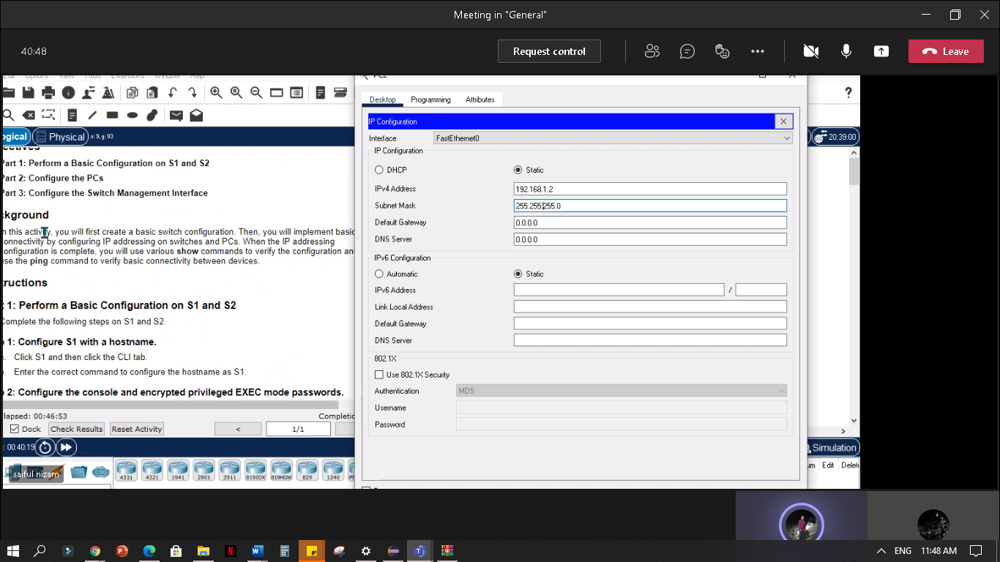 Meeting in "General"
40:48
Request control
Leave
Edit Options View Tools Extensions Window Help
PC2
Desktop Programming Attributes
ogical
Physical
x: 9, y: 93
20:39:00
IP Configuration
X
Interface FastEthernet0
IP Configuration
DHCP Static
IPv4 Address 192.168.1.2
Subnet Mask 255.255.255.0
Default Gateway 0.0.0.0
DNS Server 0.0.0.0
IPv6 Configuration
Automatic Static
IPv6 Address /
Link Local Address
Default Gateway
DNS Server
802.1X
Use 802.1X Security
Authentication MD5
Username
Password
ectives
Part 1: Perform a Basic Configuration on S1 and S2
Part 2: Configure the PCs
Part 3: Configure the Switch Management Interface
ckground
n this activity, you will first create a basic switch configuration. Then, you will implement basic
onnectivity by configuring IP addressing on switches and PCs. When the IP addressing
onfiguration is complete, you will use various show commands to verify the configuration an
use the ping command to verify basic connectivity between devices.
tructions
t 1: Perform a Basic Configuration on S1 and S2
Complete the following steps on S1 and S2.
p 1: Configure S1 with a hostname.
Click S1 and then click the CLI tab.
Enter the correct command to configure the hostname as S1.
p 2: Configure the console and encrypted privileged EXEC mode passwords.
lapsed: 00:46:53 Completio
Dock Check Results Reset Activity < 1/1
: 00:40:19
Simulation
4331 4321 1941 2901 2911 819IOX 819HGW 829 1240
Edit Delet
saiful nizam
ENG 11:48 AM